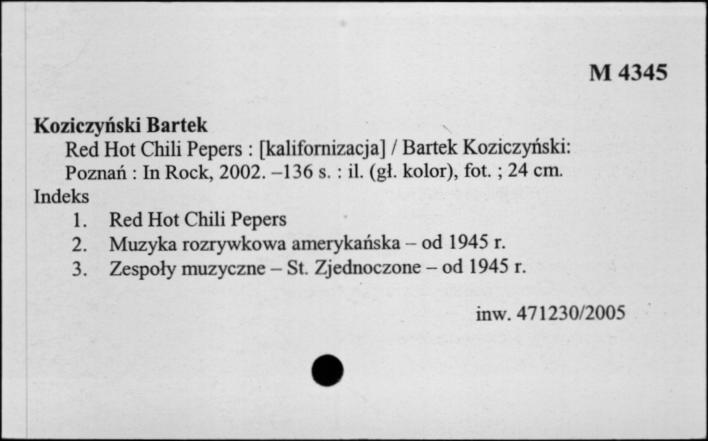 M 4345
Koziczyński Bartek
Red Hot Chili Pepers : [kalifornizacja] / Bartek Koziczyński:
Poznań : In Rock, 2002. –136 s. : il. (gł. kolor), fot. ; 24 cm.
Indeks
1. Red Hot Chili Pepers
2. Muzyka rozrywkowa amerykańska – od 1945 r.
3. Zespoły muzyczne – St. Zjednoczone – od 1945 r.
inw. 471230/2005